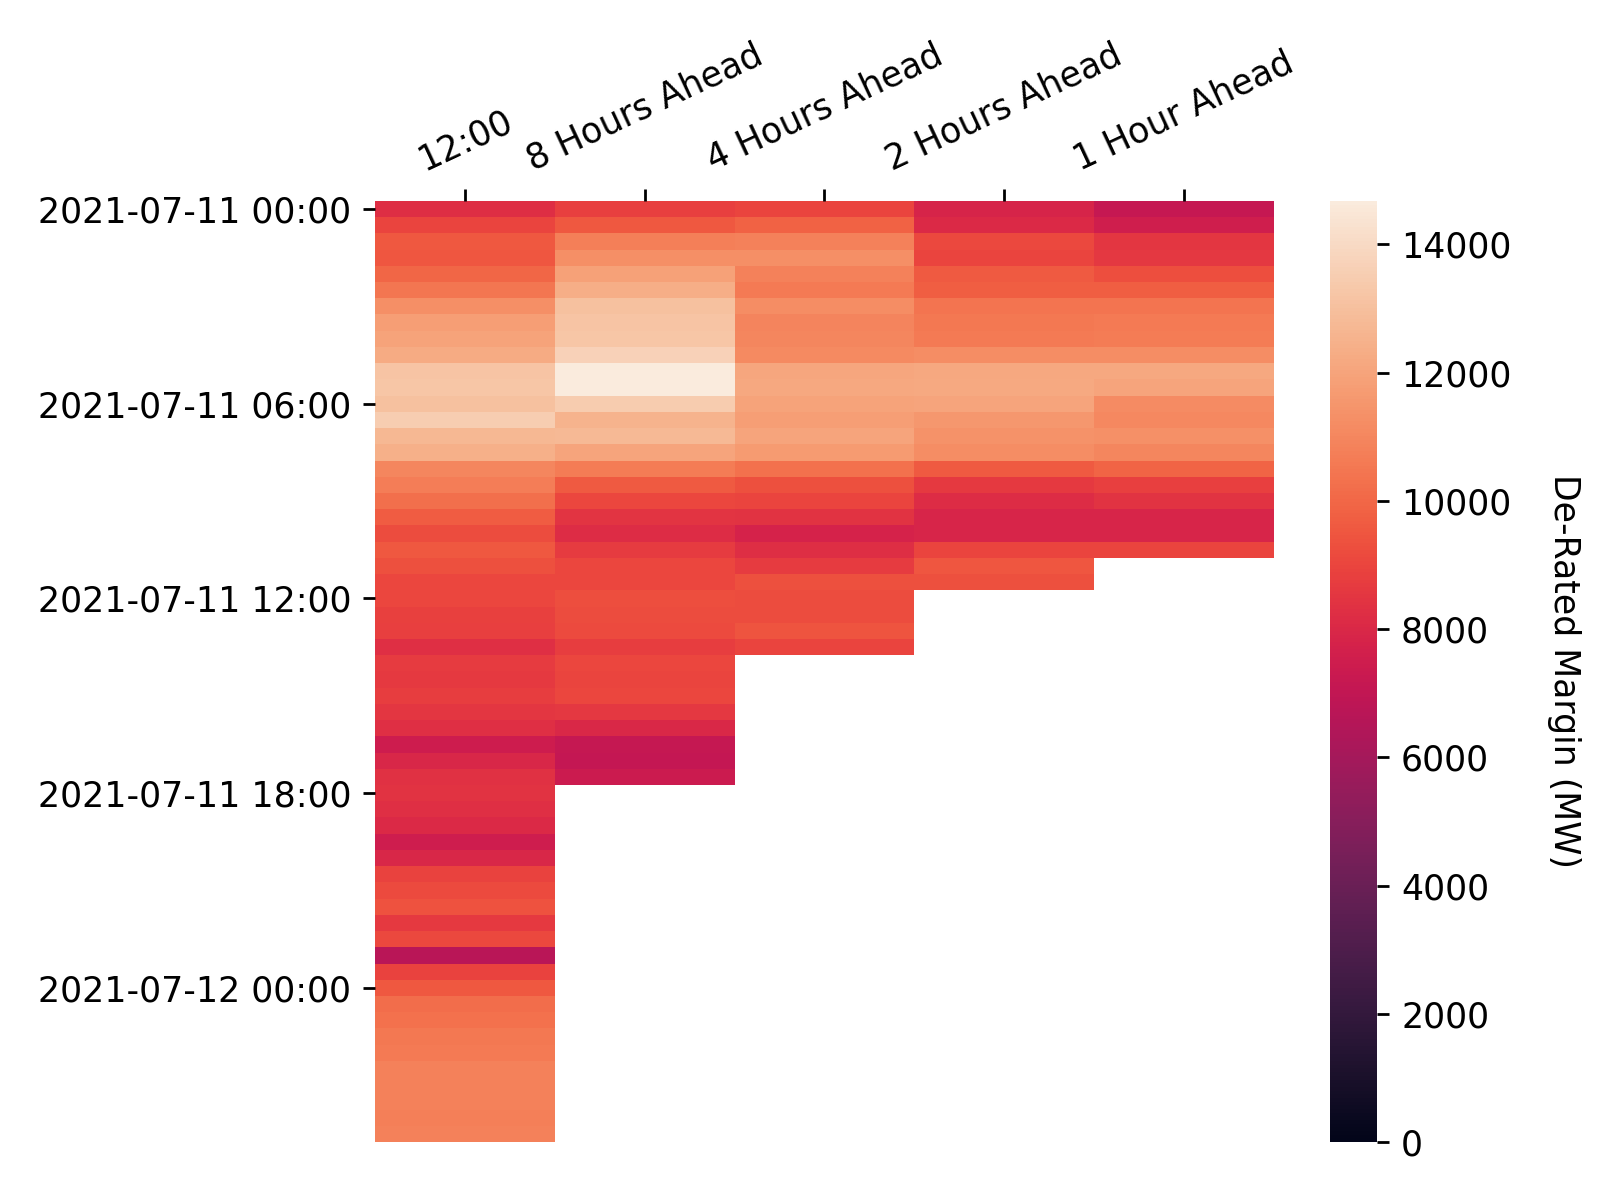 12:00
8 Hours Ahead
4 Hours Ahead
2 Hours Ahead
1 Hour Ahead
2021-07-11 00:00
2021-07-11 06:00
2021-07-11 12:00
2021-07-11 18:00
2021-07-12 00:00
14000
12000
10000
8000
6000
4000
2000
0
De-Rated Margin (MW)